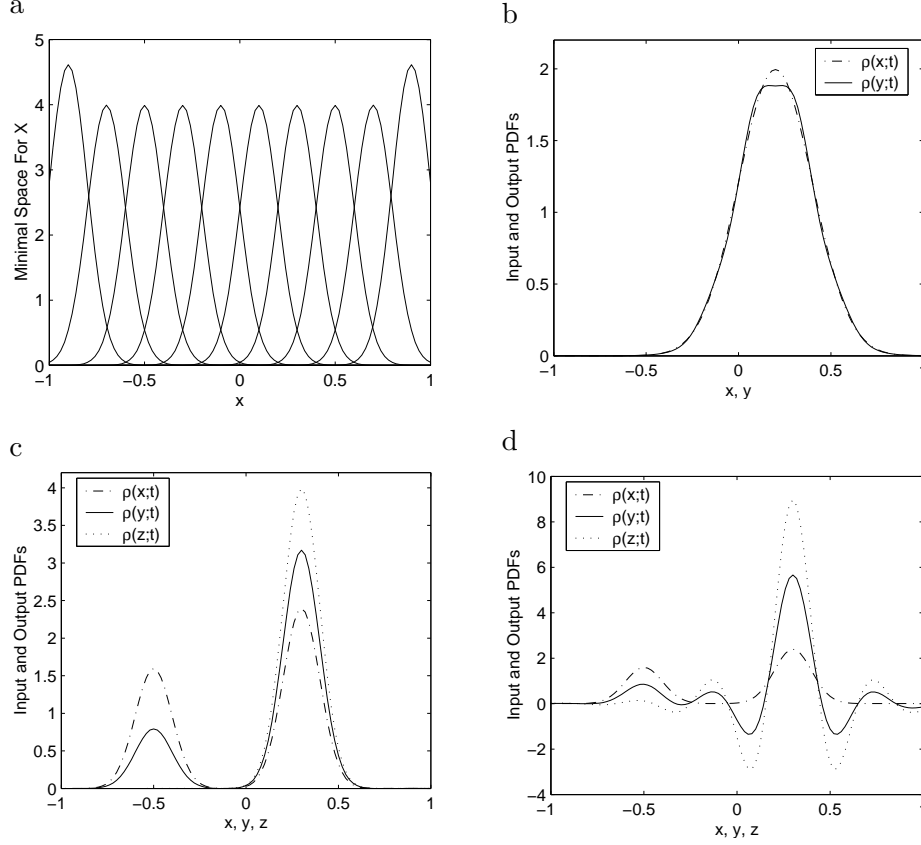 a
Minimal Space For X
5
4
3
2
1
0
−1
−0.5
0
0.5
1
x
b
Input and Output PDFs
2
1.5
1
0.5
0
−1
−0.5
0
0.5
1
x, y
ρ(x;t)
ρ(y;t)
c
Input and Output PDFs
4
3.5
3
2.5
2
1.5
1
0.5
0
−1
−0.5
0
0.5
1
x, y, z
ρ(x;t)
ρ(y;t)
ρ(z;t)
d
Input and Output PDFs
10
8
6
4
2
0
−2
−4
−1
−0.5
0
0.5
1
x, y, z
ρ(x;t)
ρ(y;t)
ρ(z;t)